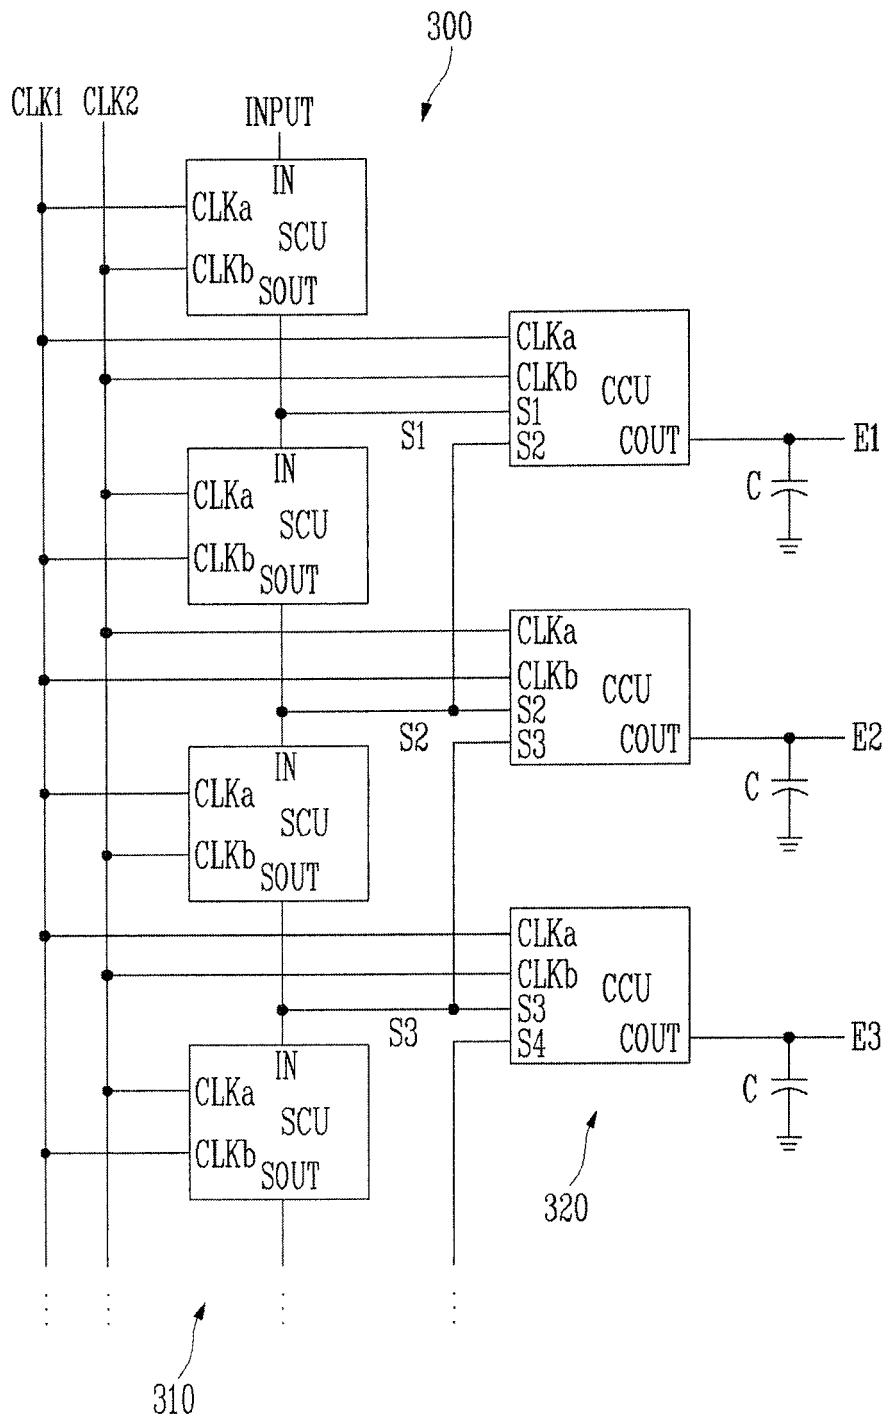 300
CLK1 CLK2 INPUT
IN
CLKa
SCU
CLKb
SOUT
CLKa
CLKb
CCU
S1
S2
COUT
E1
S1
C
IN
CLKa
SCU
CLKb
SOUT
CLKa
CLKb
CCU
S2
S3
COUT
E2
S2
C
IN
CLKa
SCU
CLKb
SOUT
CLKa
CLKb
CCU
S3
S4
COUT
E3
S3
C
IN
CLKa
SCU
CLKb
SOUT
320
310